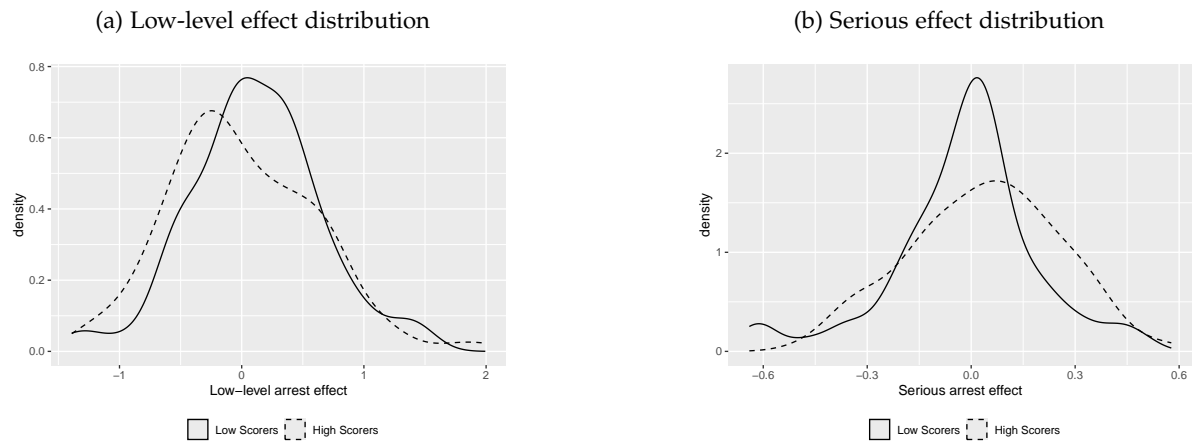 (a) Low-level effect distribution
0.8
0.6
0.4
0.2
0.0
density
−1 0 1 2
Low−level arrest effect
Low Scorers High Scorers
(b) Serious effect distribution
2
1
0
density
−0.6 −0.3 0.0 0.3 0.6
Serious arrest effect
Low Scorers High Scorers